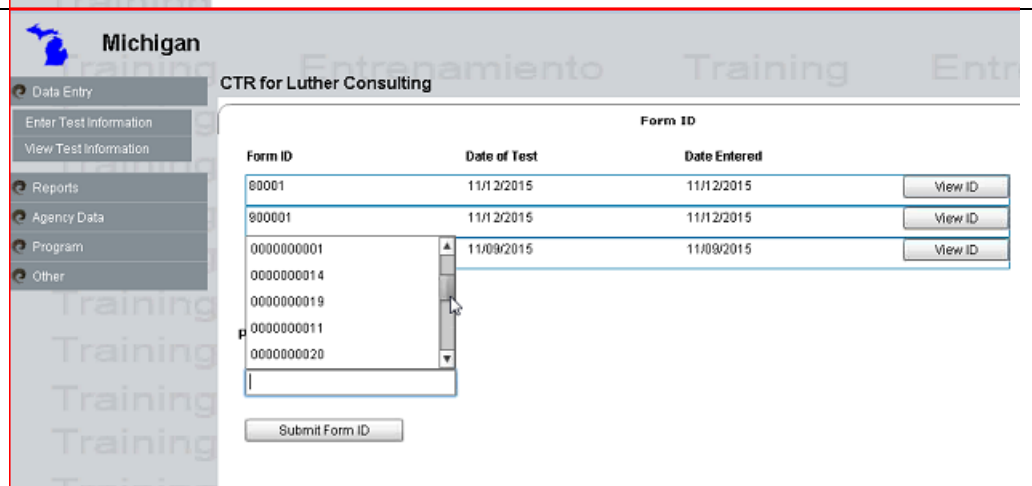 Training
Michigan
Training Entrenamiento Training Entr
CTR for Luther Consulting
Data Entry
Enter Test Information
View Test Information
Reports
Agency Data
Program
Other
Form ID
Form ID Date of Test Date Entered
80001 11/12/2015 11/12/2015 View ID
900001 11/12/2015 11/12/2015 View ID
11/09/2015 11/09/2015 View ID
0000000001
0000000014
0000000019
0000000011
0000000020
Submit Form ID
Training
Training
Training
Training